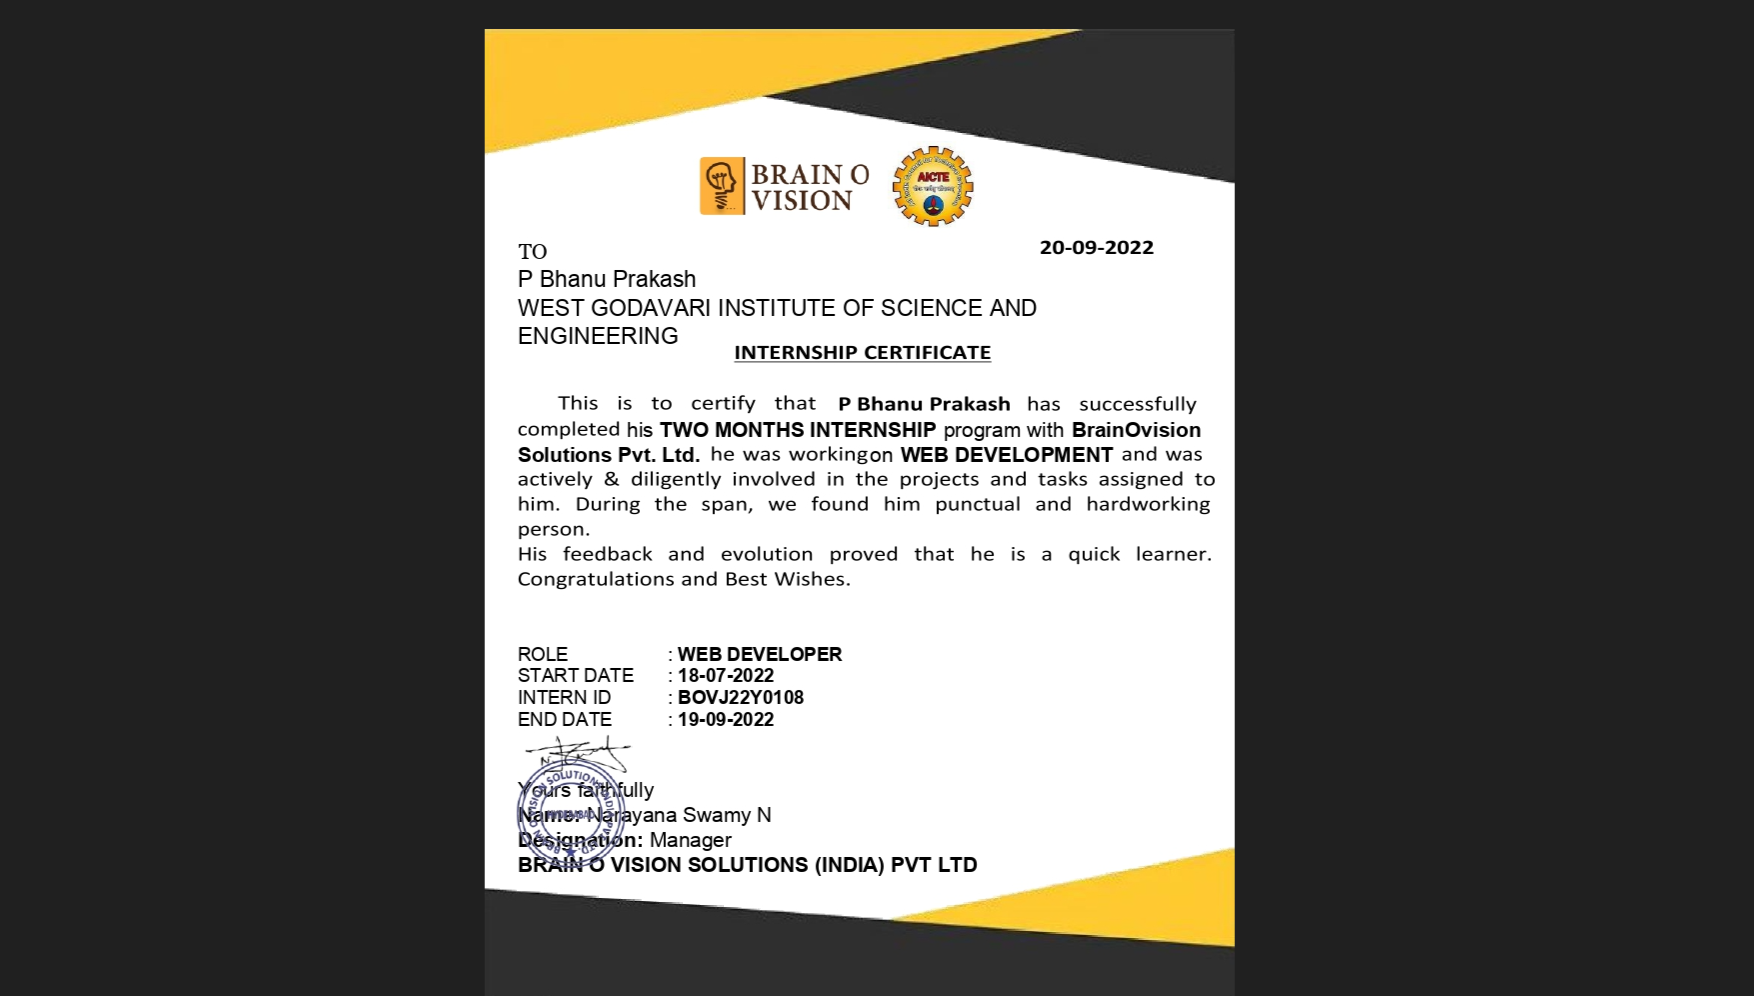 BRAIN O
VISION
AICTE
20-09-2022
TO
P Bhanu Prakash
WEST GODAVARI INSTITUTE OF SCIENCE AND
ENGINEERING
INTERNSHIP CERTIFICATE
This is to certify that P Bhanu Prakash has successfully
completed his TWO MONTHS INTERNSHIP program with BrainOvision
Solutions Pvt. Ltd. he was working on WEB DEVELOPMENT and was
actively & diligently involved in the projects and tasks assigned to
him. During the span, we found him punctual and hardworking
person.
His feedback and evolution proved that he is a quick learner.
Congratulations and Best Wishes.
ROLE : WEB DEVELOPER
START DATE : 18-07-2022
INTERN ID : BOVJ22Y0108
END DATE : 19-09-2022
Yours faithfully
Name: Narayana Swamy N
Designation: Manager
BRAIN O VISION SOLUTIONS (INDIA) PVT LTD